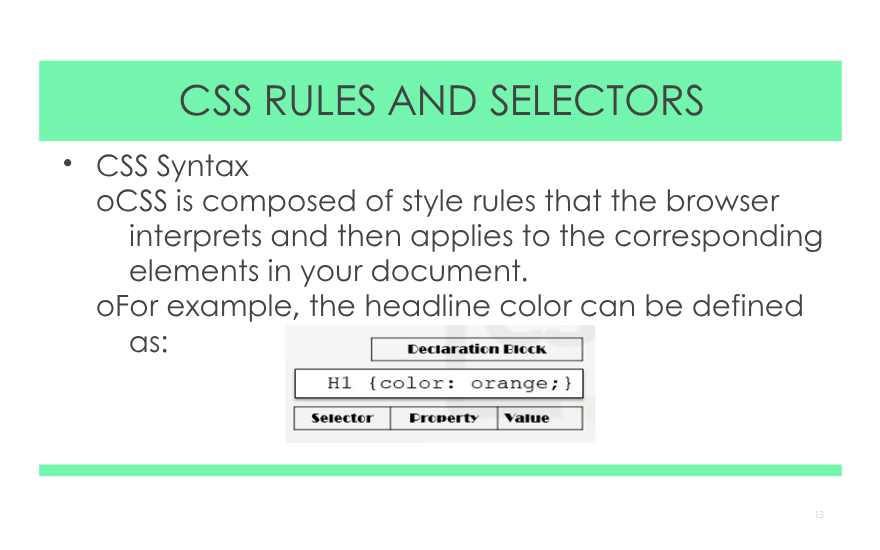 CSS RULES AND SELECTORS
• CSS Syntax
oCSS is composed of style rules that the browser
interprets and then applies to the corresponding
elements in your document.
oFor example, the headline color can be defined
as:
Declaration Block
H1 {color: orange;}
Selector Property Value
13